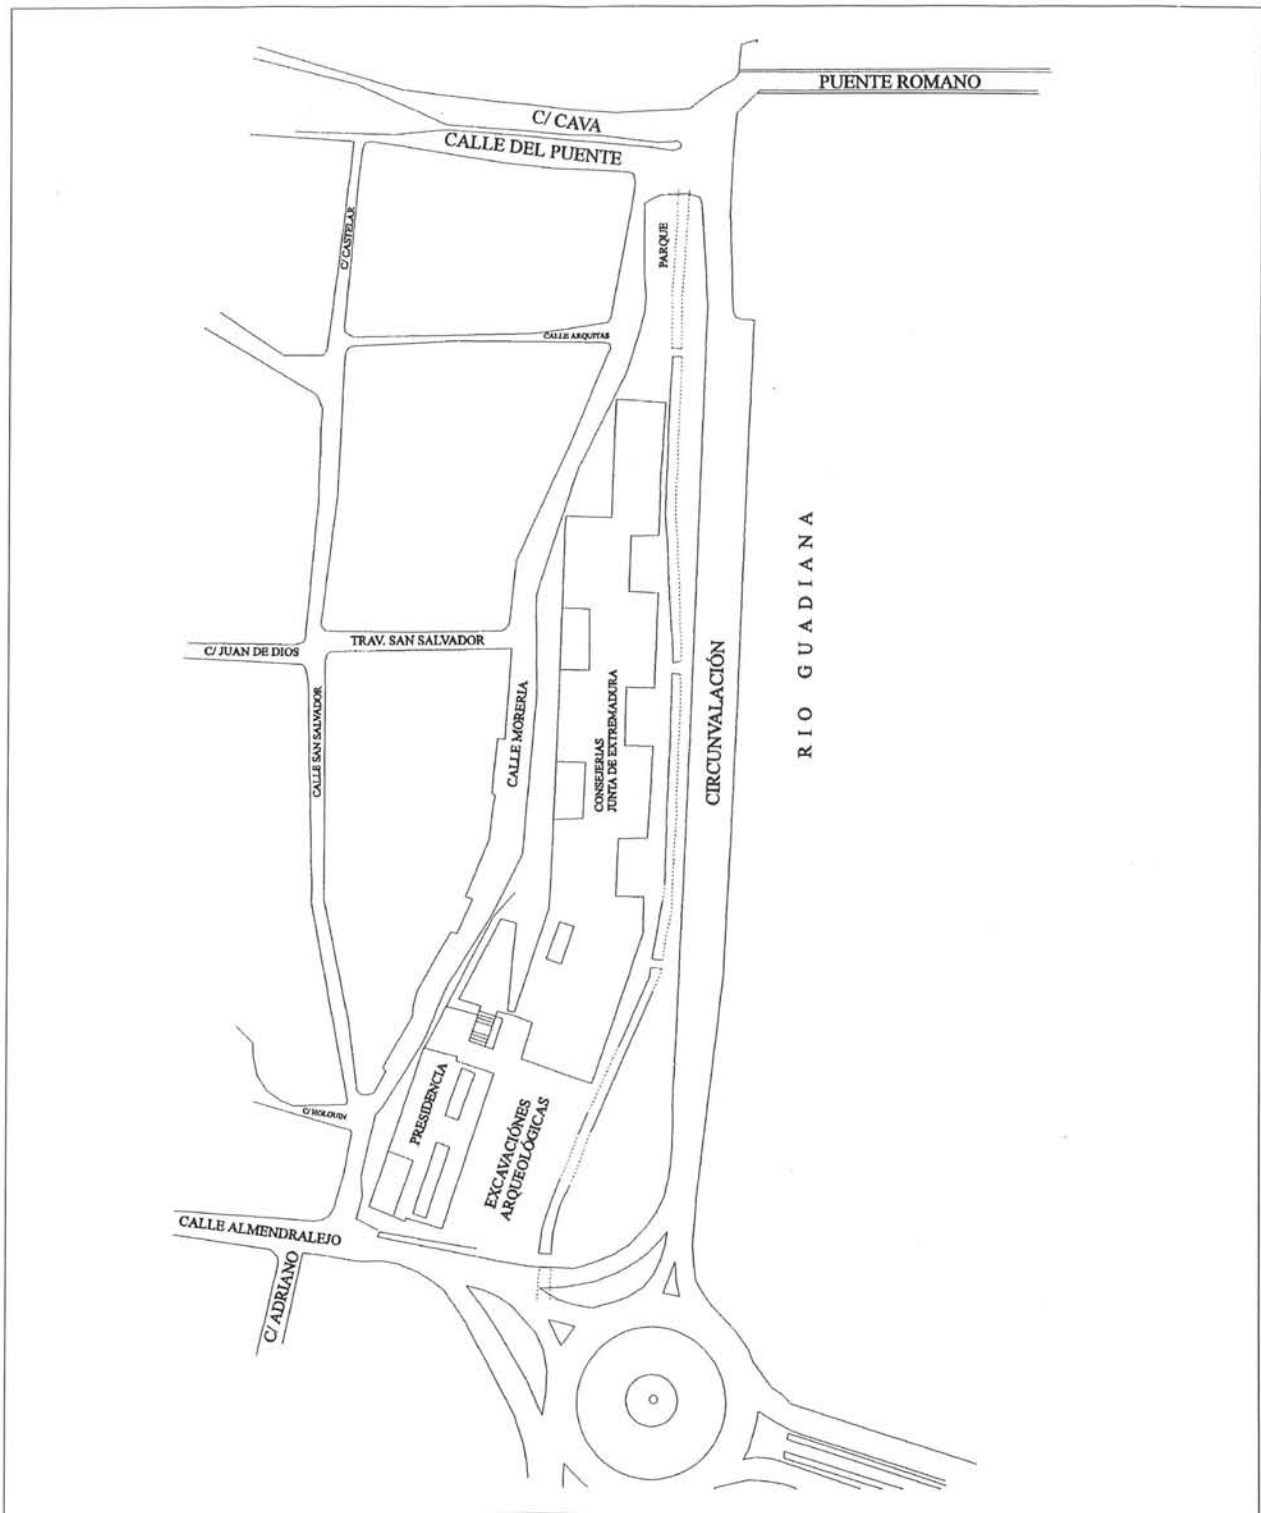 PUENTE ROMANO
C/ CAVA
CALLE DEL PUENTE
C/ CASTELAR
PARQUE
CALLE ARQUITAS
RIO GUADIANA
C/ JUAN DE DIOS
TRAV. SAN SALVADOR
CALLE SAN SALVADOR
CALLE MORERIA
CONSEJERIAS
JUNTA DE EXTREMADURA
CIRCUNVALACIÓN
C/ HOLGUIN
PRESIDENCIA
EXCAVACIÓNES
ARQUEOLÓGICAS
CALLE ALMENDRALEJO
C/ ADRIANO